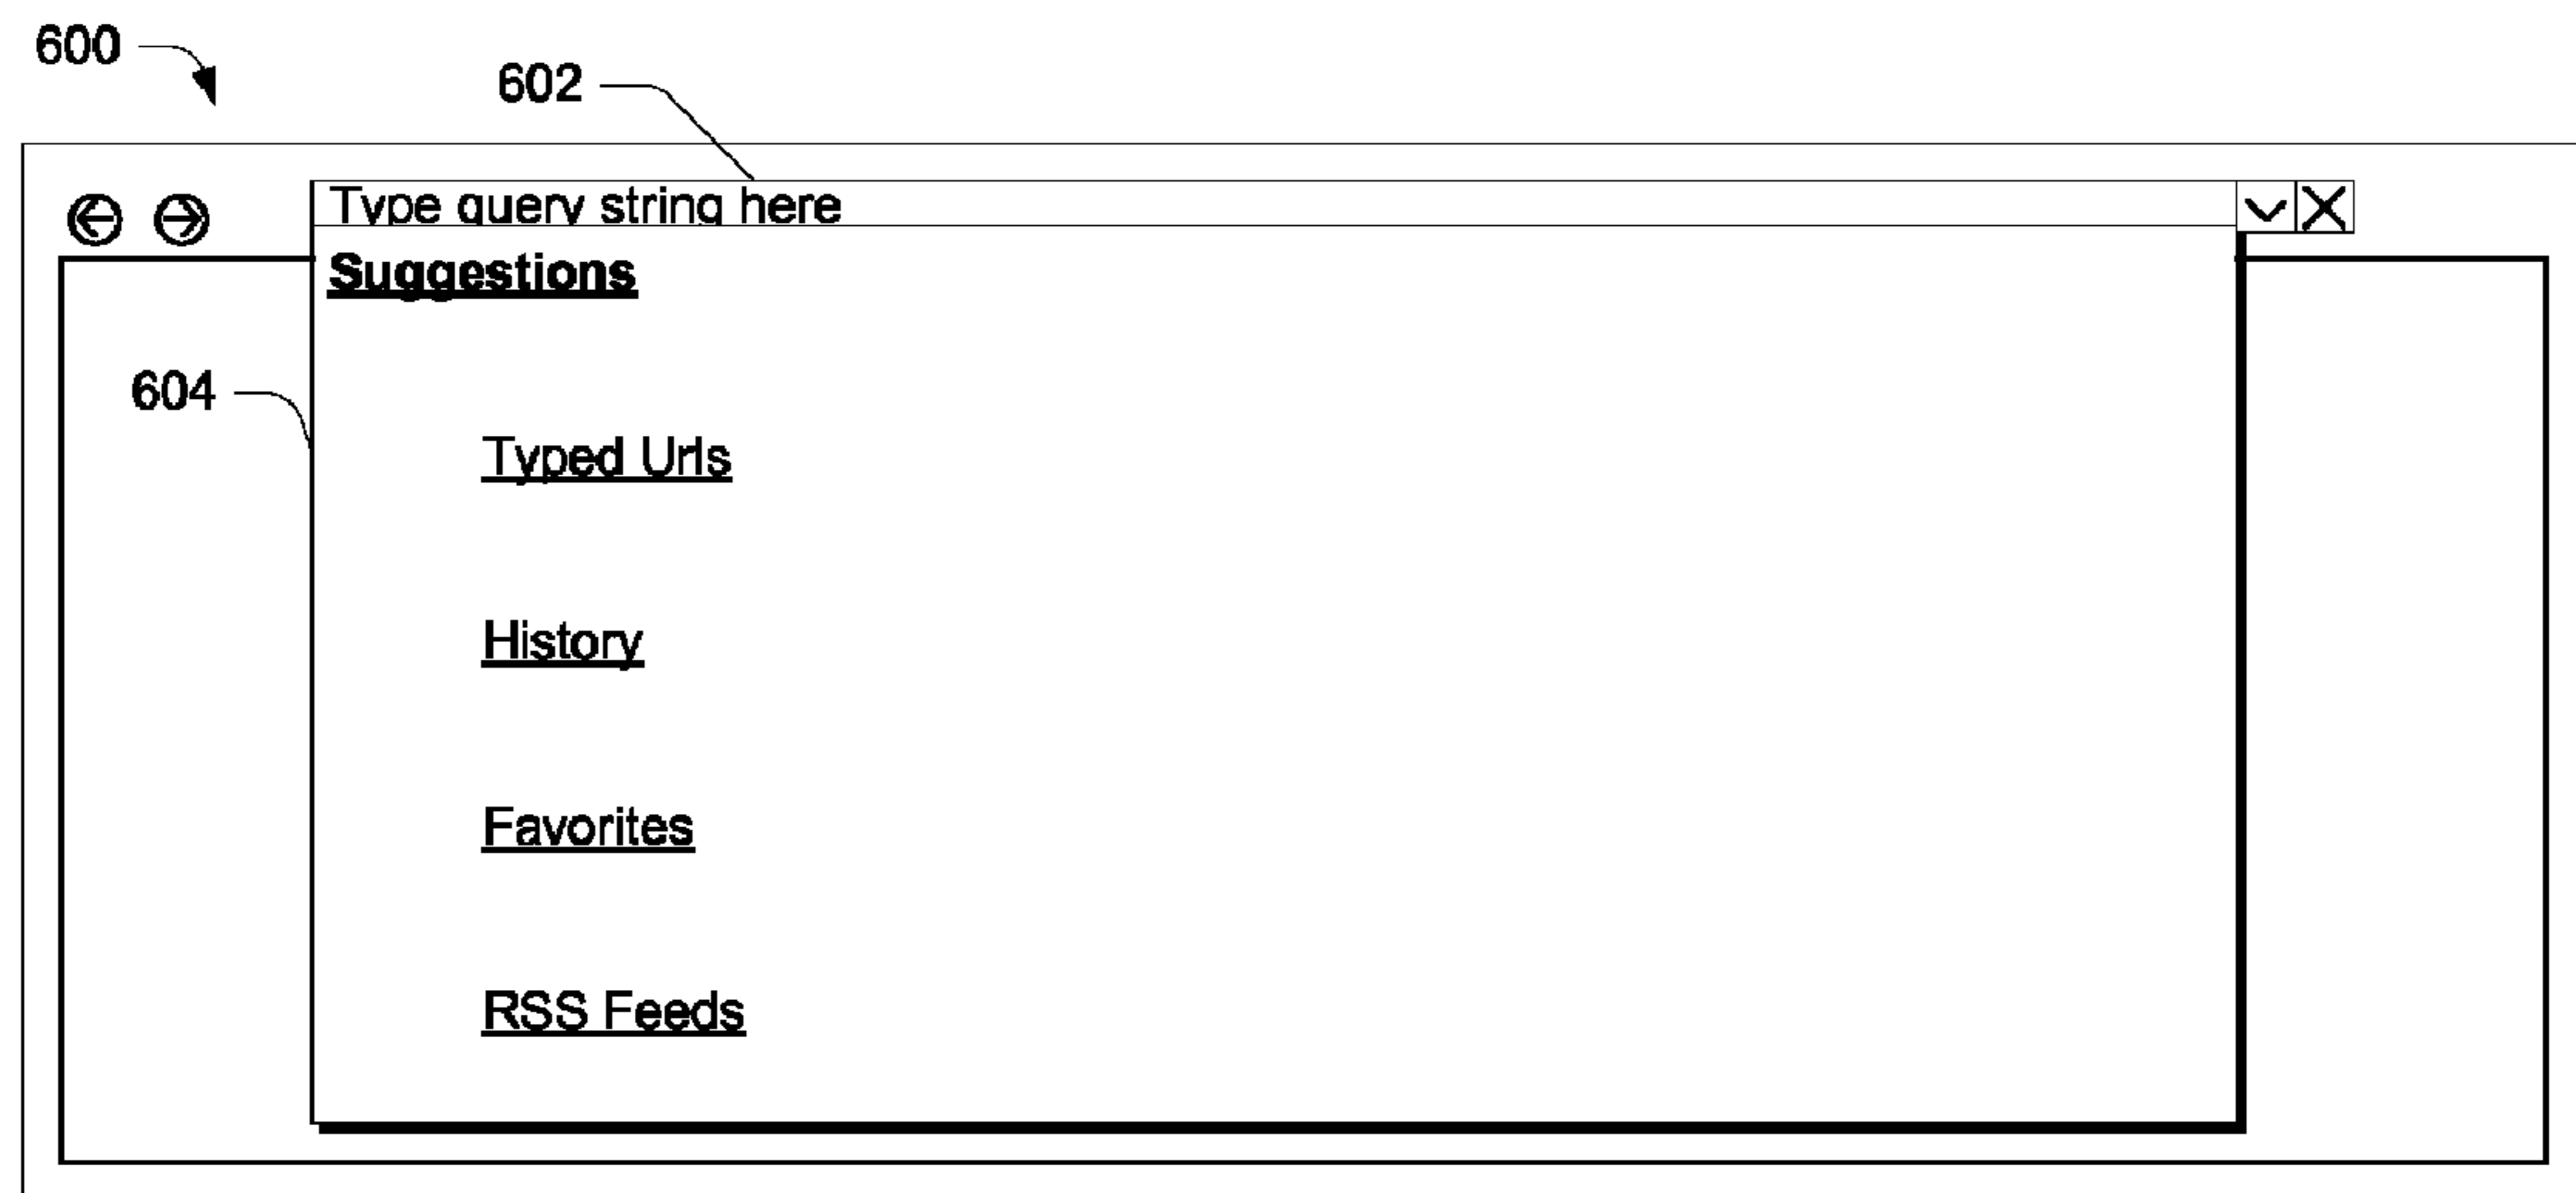 600
602
Type query string here
Suggestions
604
Typed Urls
History
Favorites
RSS Feeds